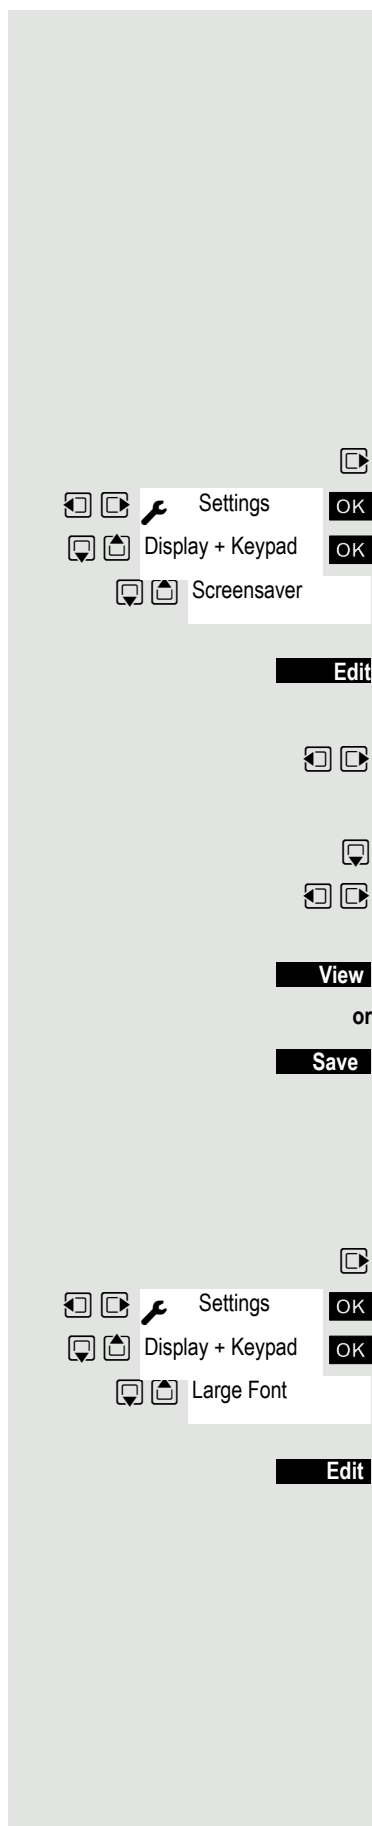 Settings OK
Display + Keypad OK
Screensaver
Edit
View
or
Save
Settings OK
Display + Keypad OK
Large Font
Edit